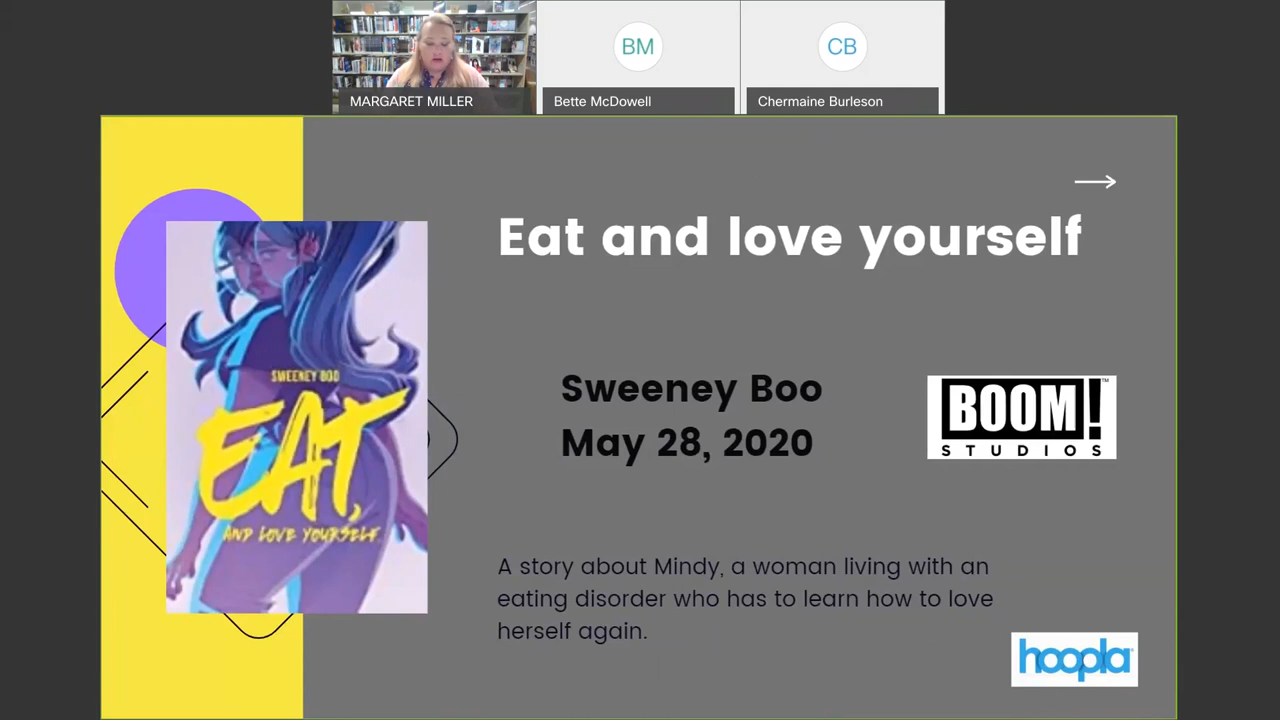 BM
CB
MARGARET MILLER
Bette McDowell
Chermaine Burleson
Eat and love yourself
SWEENEY BOO
EAT,
AND LOVE YOURSELF.
Sweeney Boo
May 28, 2020
BOOM!™
STUDIOS
A story about Mindy, a woman living with an
eating disorder who has to learn how to love
herself again.
hoopla